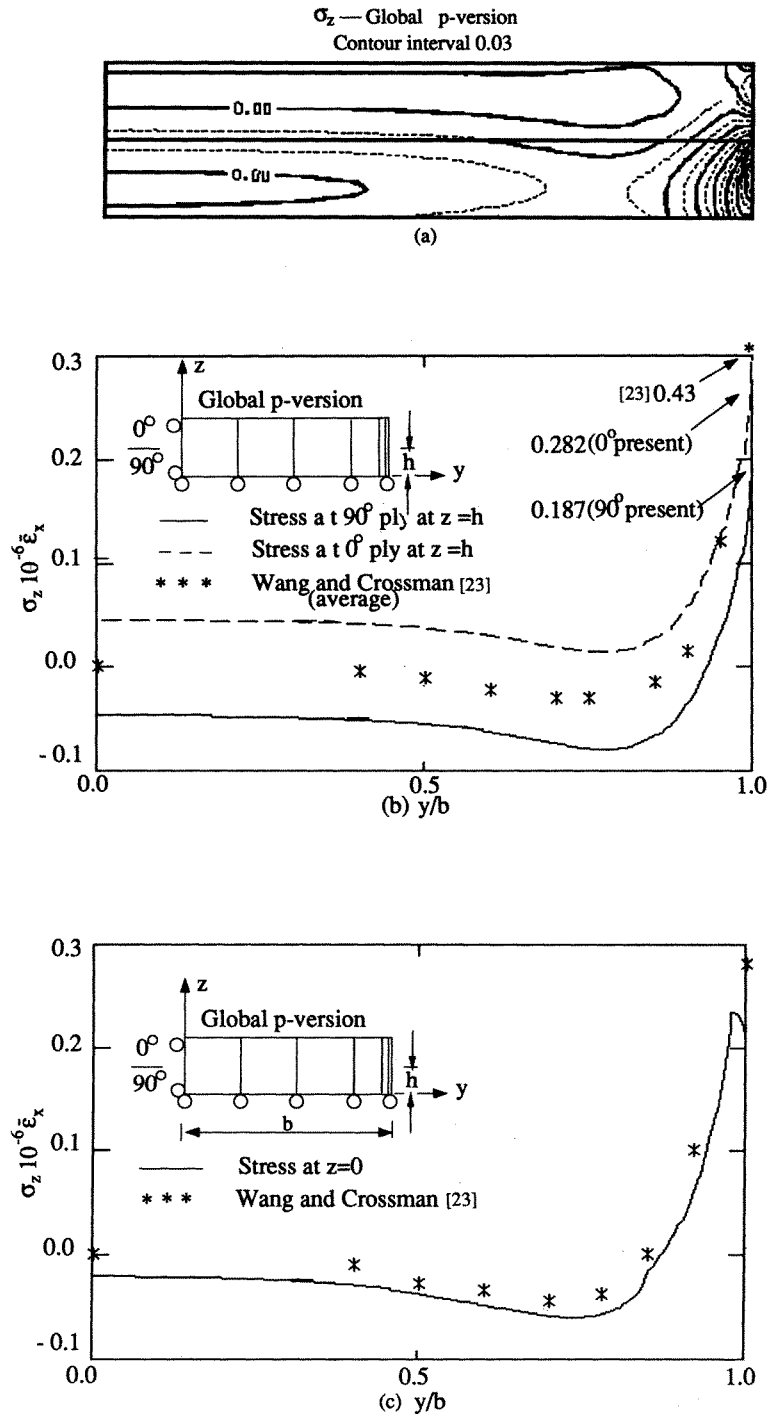 σz — Global p-version
Contour interval 0.03
0.00
0.00
(a)
0.3
0.2
0.1
0.0
- 0.1
σz 10⁻⁶ ε̄x
z
Global p-version
0°
90°
h
y
[23] 0.43
0.282(0° present)
0.187(90° present)
Stress a t 90° ply at z =h
Stress a t 0° ply at z=h
* * * Wang and Crossman [23]
(average)
0.0
0.5
1.0
(b) y/b
0.3
0.2
0.1
0.0
- 0.1
σz 10⁻⁶ ε̄x
z
Global p-version
0°
90°
h
y
b
Stress at z=0
* * * Wang and Crossman [23]
0.0
0.5
1.0
(c) y/b